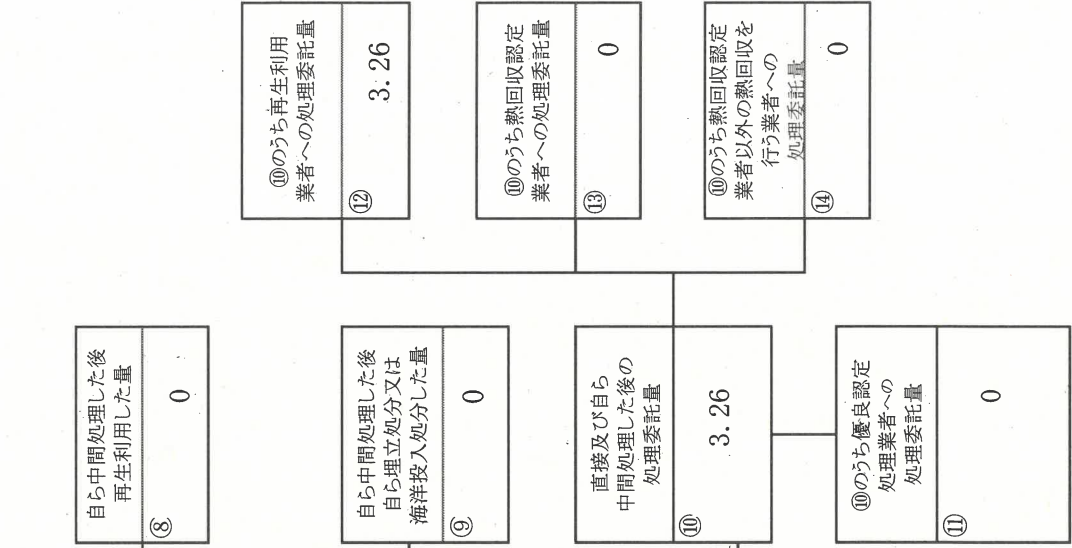 自ら中間処理した後
再生利用した量
⑧
0
自ら中間処理した後
自ら埋立処分又は
海洋投入処分した量
⑨
0
直接及び自ら
中間処理した後の
処理委託量
⑩
3.26
⑩のうち優良認定
処理業者への
処理委託量
⑪
0
⑩のうち再生利用
業者への処理委託量
⑫
3.26
⑩のうち熱回収認定
業者への処理委託量
⑬
0
⑩のうち熱回収認定
業者以外の熱回収を
行う業者への
処理委託量
⑭
0